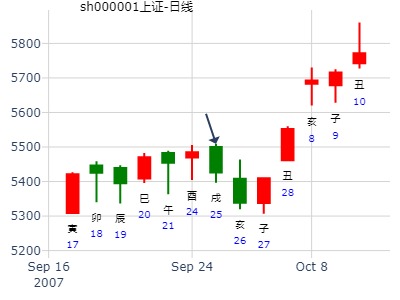 sh000001上证-日线
5800
5700
5600
5500
5400
5300
5200
寅
17
卯
18
辰
19
巳
20
午
21
酉
24
戌
25
亥
26
子
27
丑
28
亥
8
子
9
丑
10
Sep 16
2007
Sep 24
Oct 8